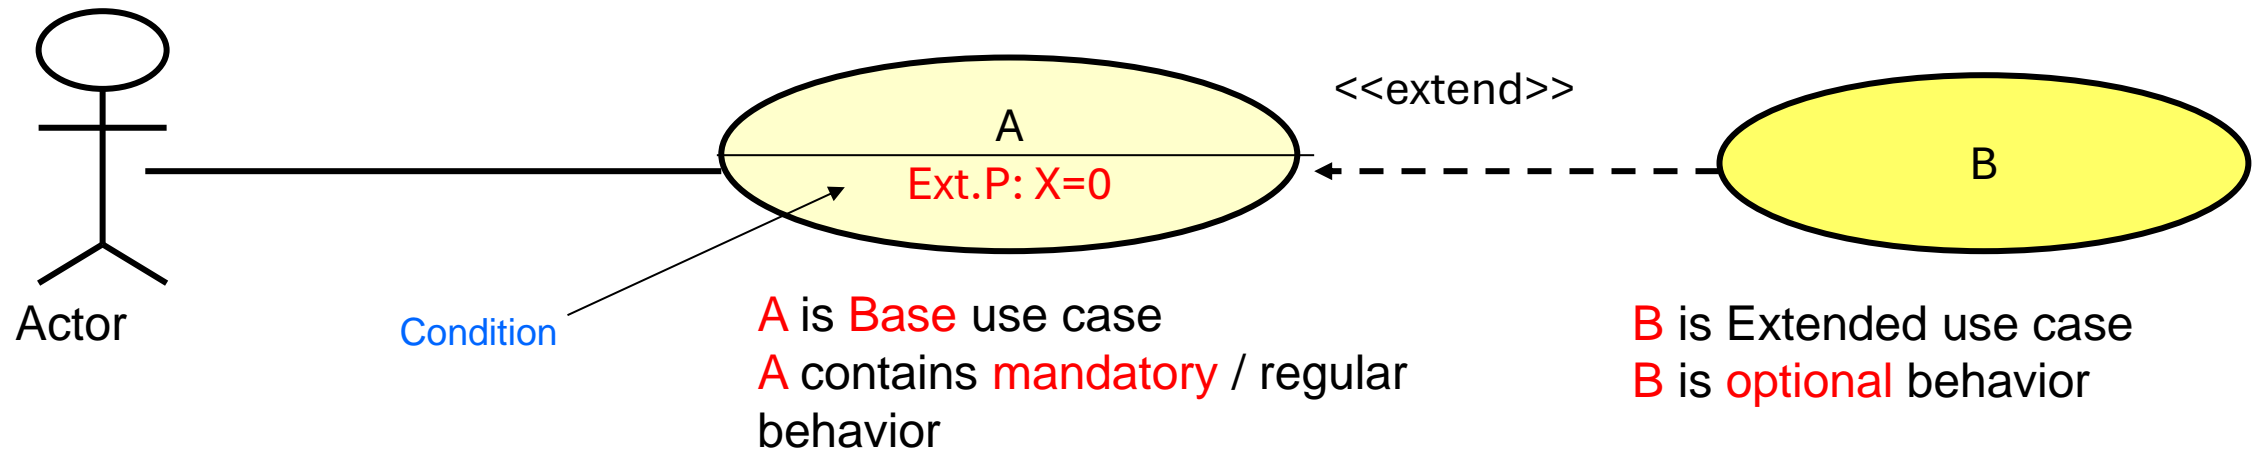 <<extend>>
A
Ext.P: X=0
B
Actor
Condition
A is Base use case
A contains mandatory / regular
behavior
B is Extended use case
B is optional behavior